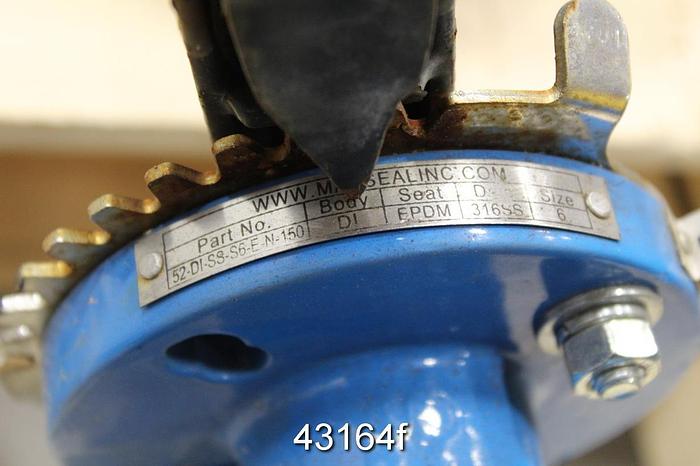 WWW.M SEALINC.COM
Part No. Body Seat D Size
52-DI-SS-S6-E-N-150 DI EPDM 316SS 6
43164f